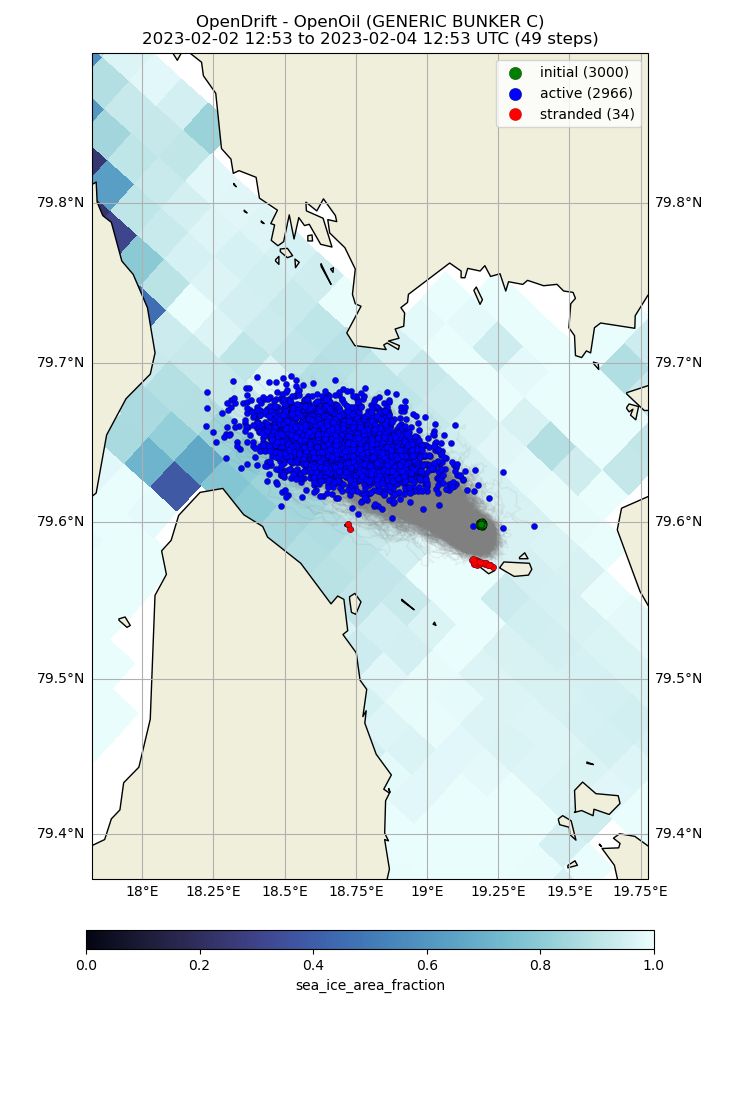 OpenDrift - OpenOil (GENERIC BUNKER C)
2023-02-02 12:53 to 2023-02-04 12:53 UTC (49 steps)
initial (3000)
active (2966)
stranded (34)
79.8°N 79.8°N
79.7°N 79.7°N
79.6°N 79.6°N
79.5°N 79.5°N
79.4°N 79.4°N
18°E 18.25°E 18.5°E 18.75°E 19°E 19.25°E 19.5°E 19.75°E
0.0 0.2 0.4 0.6 0.8 1.0
sea_ice_area_fraction